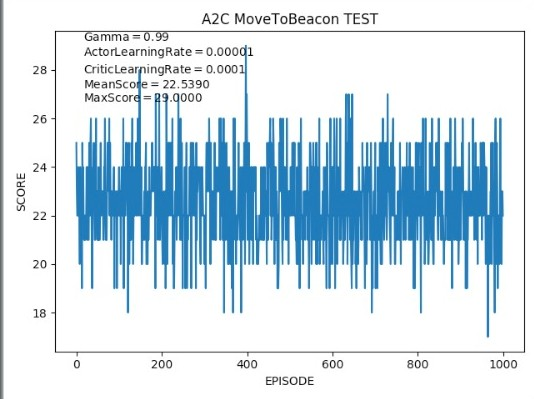 A2C MoveToBeacon TEST
Gamma = 0.99
ActorLearningRate = 0.00001
CriticLearningRate = 0.0001
MeanScore = 22.5390
MaxScore = 29.0000
28
26
24
22
20
18
SCORE
0 200 400 600 800 1000
EPISODE